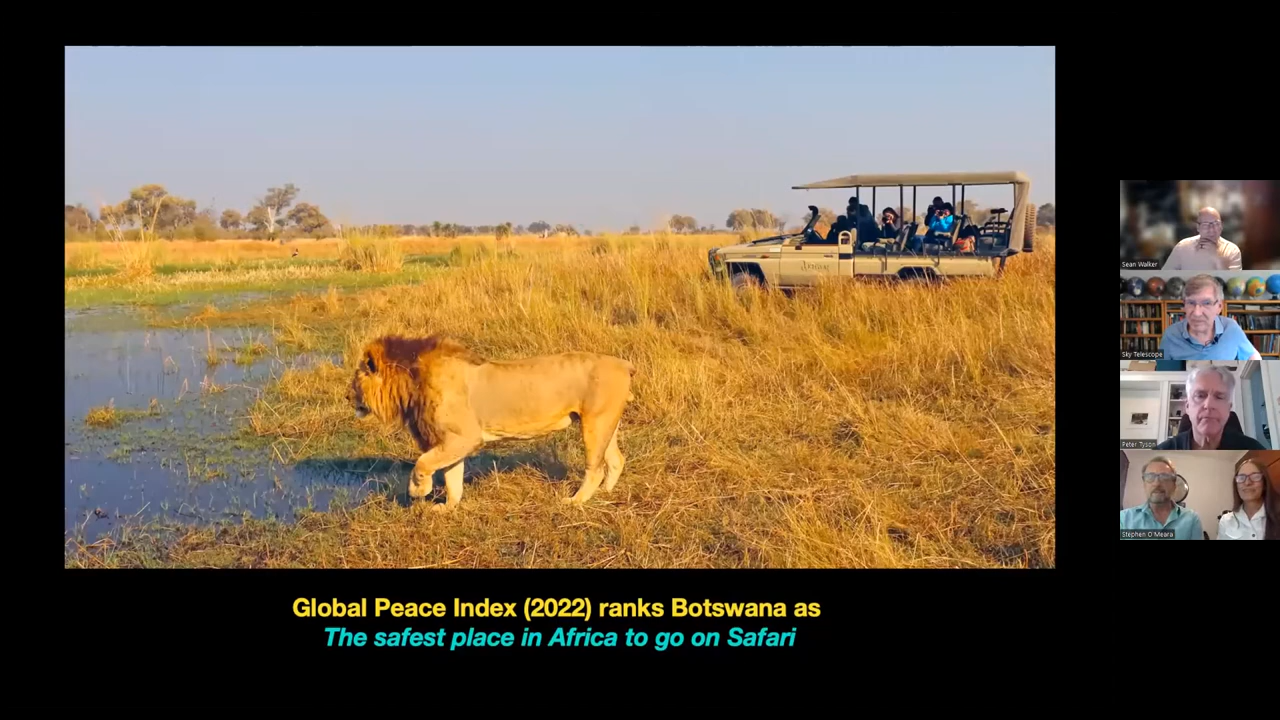 Global Peace Index (2022) ranks Botswana as
The safest place in Africa to go on Safari
Sean Walker
Sky Telescope
Peter Tyson
Stephen O Meara